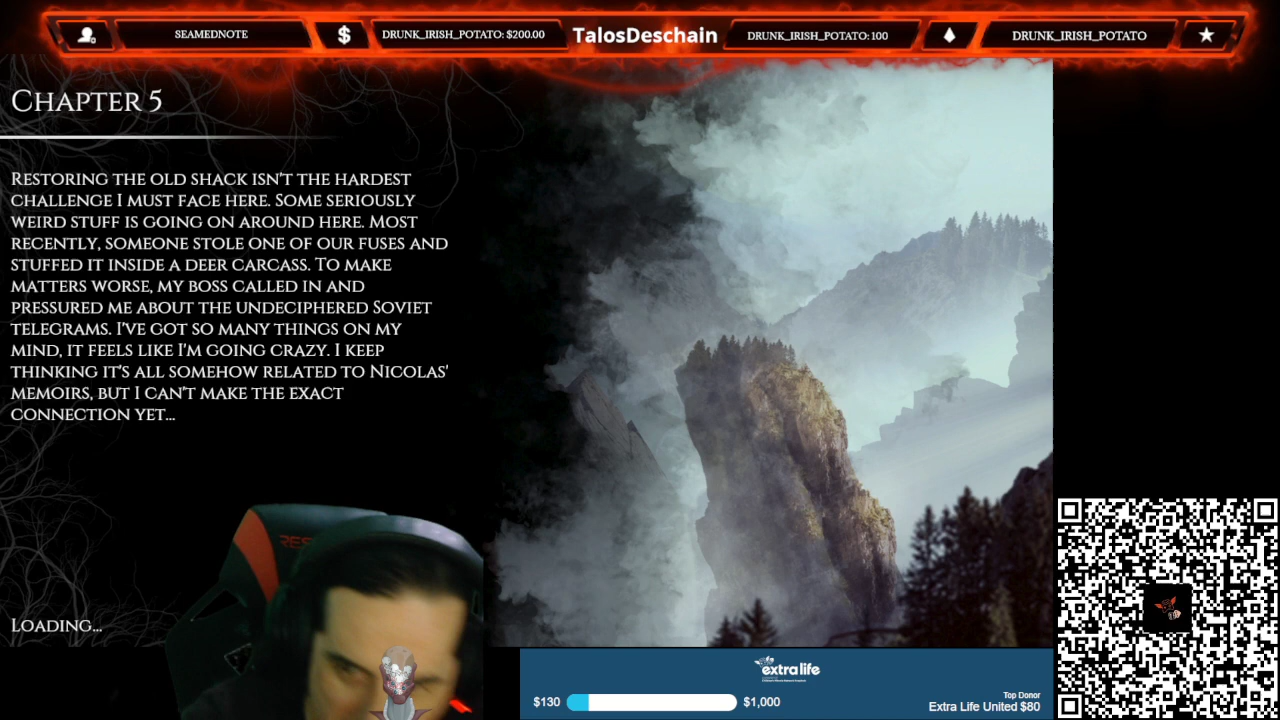 SEAMEDNOTE
$
DRUNK_IRISH_POTATO: $200.00
TalosDeschain
DRUNK_IRISH_POTATO: 100
DRUNK_IRISH_POTATO
Chapter 5
Restoring the old shack isn't the hardest
challenge I must face here. Some seriously
weird stuff is going on around here. Most
recently, someone stole one of our fuses and
stuffed it inside a deer carcass. To make
matters worse, my boss called in and
pressured me about the undeciphered Soviet
telegrams. I've got so many things on my
mind, it feels like I'm going crazy. I keep
thinking it's all somehow related to Nicolas'
memoirs, but I can't make the exact
connection yet...
Loading...
extra life
$130
$1,000
Top Donor
Extra Life United $80